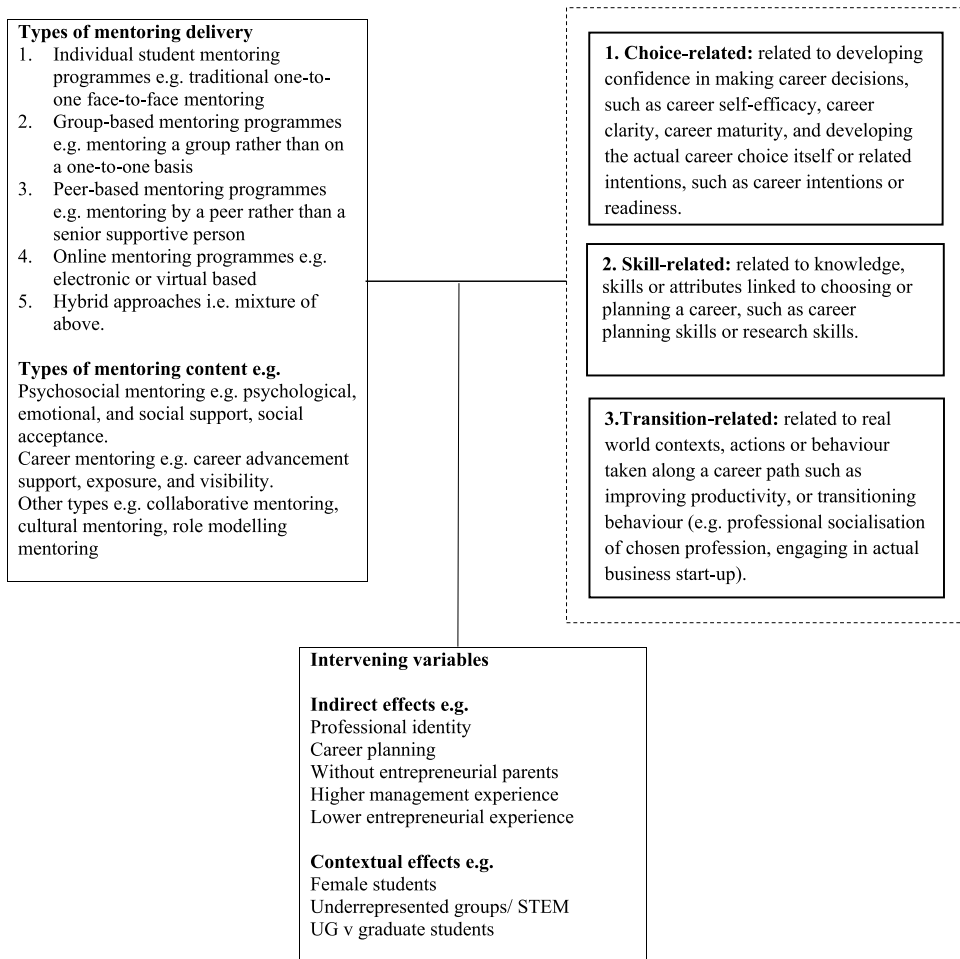 Types of mentoring delivery
1. Individual student mentoring
programmes e.g. traditional one-to-
one face-to-face mentoring
2. Group-based mentoring programmes
e.g. mentoring a group rather than on
a one-to-one basis
3. Peer-based mentoring programmes
e.g. mentoring by a peer rather than a
senior supportive person
4. Online mentoring programmes e.g.
electronic or virtual based
5. Hybrid approaches i.e. mixture of
above.
Types of mentoring content e.g.
Psychosocial mentoring e.g. psychological,
emotional, and social support, social
acceptance.
Career mentoring e.g. career advancement
support, exposure, and visibility.
Other types e.g. collaborative mentoring,
cultural mentoring, role modelling
mentoring
1. Choice-related: related to developing
confidence in making career decisions,
such as career self-efficacy, career
clarity, career maturity, and developing
the actual career choice itself or related
intentions, such as career intentions or
readiness.
2. Skill-related: related to knowledge,
skills or attributes linked to choosing or
planning a career, such as career
planning skills or research skills.
3.Transition-related: related to real
world contexts, actions or behaviour
taken along a career path such as
improving productivity, or transitioning
behaviour (e.g. professional socialisation
of chosen profession, engaging in actual
business start-up).
Intervening variables
Indirect effects e.g.
Professional identity
Career planning
Without entrepreneurial parents
Higher management experience
Lower entrepreneurial experience
Contextual effects e.g.
Female students
Underrepresented groups/ STEM
UG v graduate students